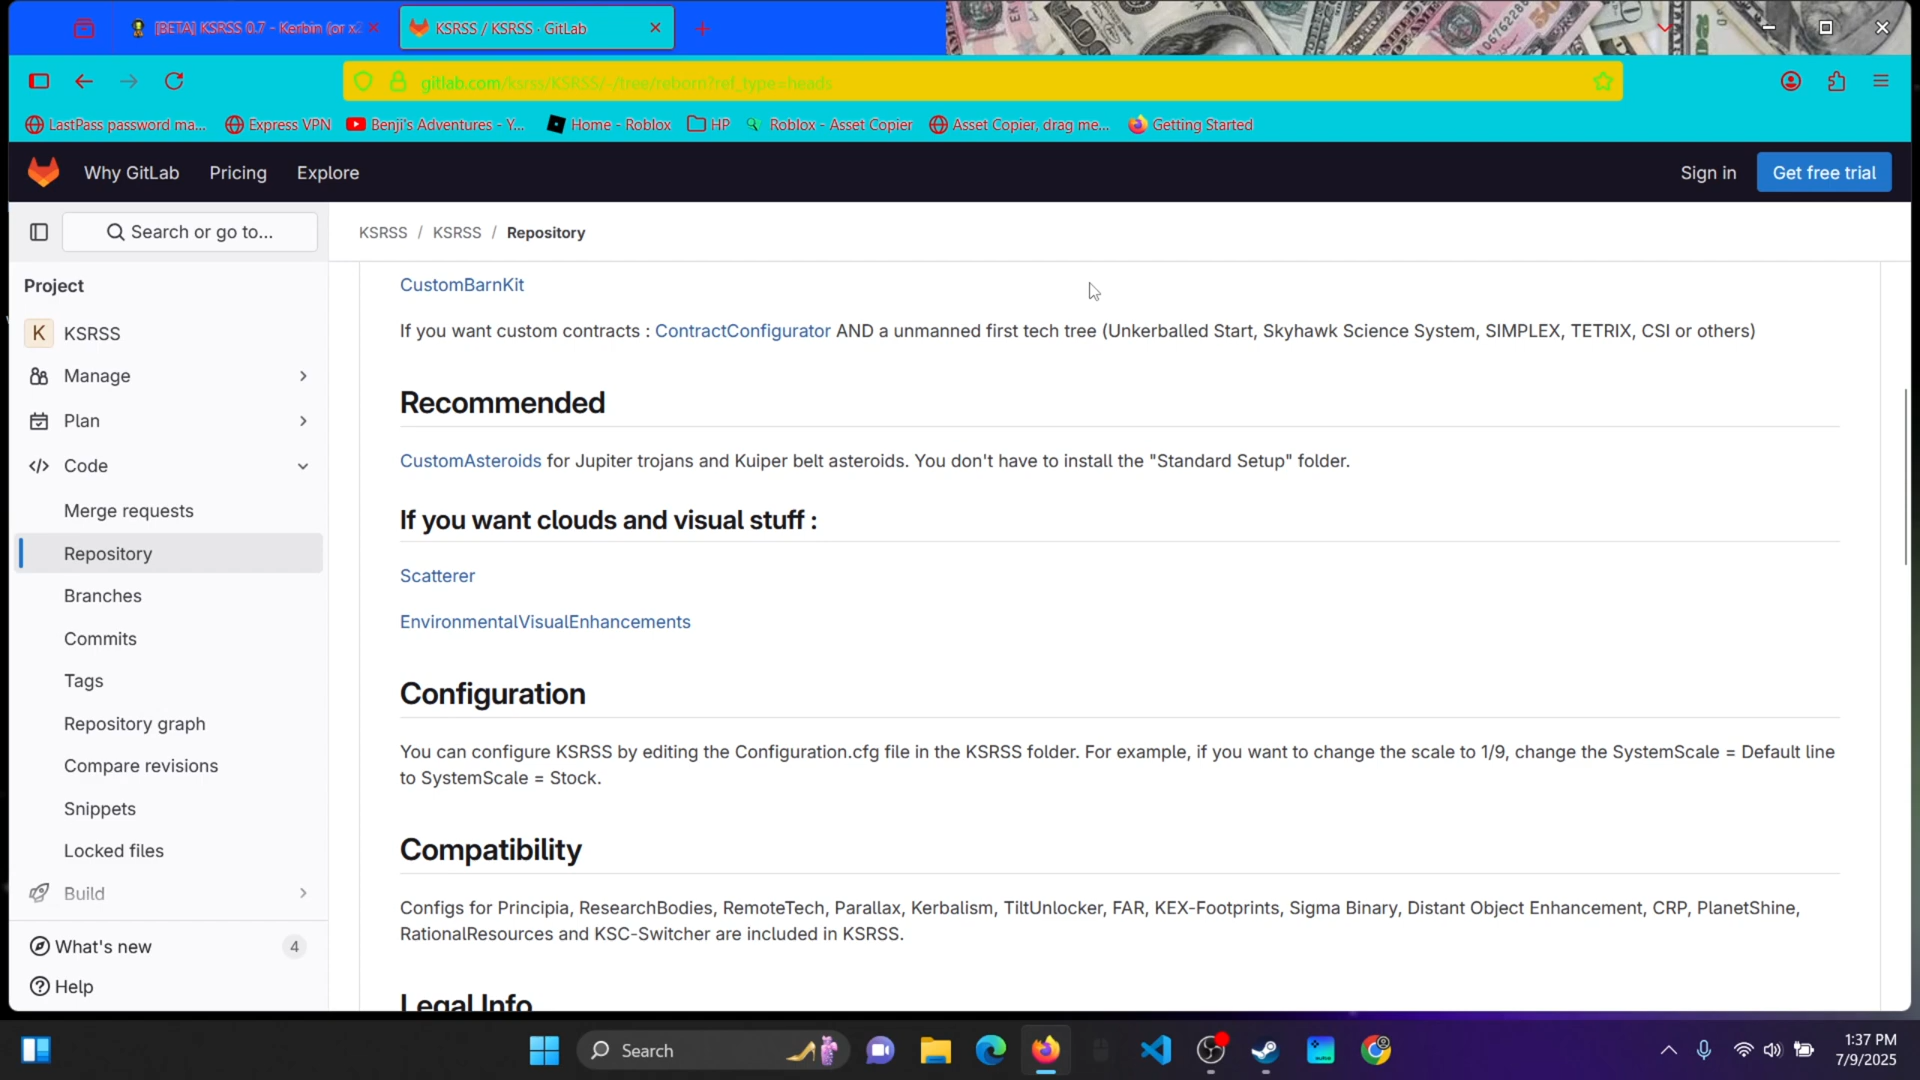 [BETA] KSRSS 0.7 - Kerbin (or x2
KSRSS / KSRSS · GitLab
gitlab.com/ksrss/KSRSS/-/tree/reborn?ref_type=heads
LastPass password ma...
Express VPN
Benji's Adventures - Y...
Home - Roblox
HP
Roblox - Asset Copier
Asset Copier, drag me...
Getting Started
Why GitLab
Pricing
Explore
Sign in
Get free trial
Search or go to...
KSRSS / KSRSS / Repository
Project
K KSRSS
Manage
Plan
Code
Merge requests
Repository
Branches
Commits
Tags
Repository graph
Compare revisions
Snippets
Locked files
Build
What's new 4
Help
CustomBarnKit
If you want custom contracts : ContractConfigurator AND a unmanned first tech tree (Unkerballed Start, Skyhawk Science System, SIMPLEX, TETRIX, CSI or others)
Recommended
CustomAsteroids for Jupiter trojans and Kuiper belt asteroids. You don't have to install the "Standard Setup" folder.
If you want clouds and visual stuff :
Scatterer
EnvironmentalVisualEnhancements
Configuration
You can configure KSRSS by editing the Configuration.cfg file in the KSRSS folder. For example, if you want to change the scale to 1/9, change the SystemScale = Default line
to SystemScale = Stock.
Compatibility
Configs for Principia, ResearchBodies, RemoteTech, Parallax, Kerbalism, TiltUnlocker, FAR, KEX-Footprints, Sigma Binary, Distant Object Enhancement, CRP, PlanetShine,
RationalResources and KSC-Switcher are included in KSRSS.
Legal Info
Search
1:37 PM
7/9/2025